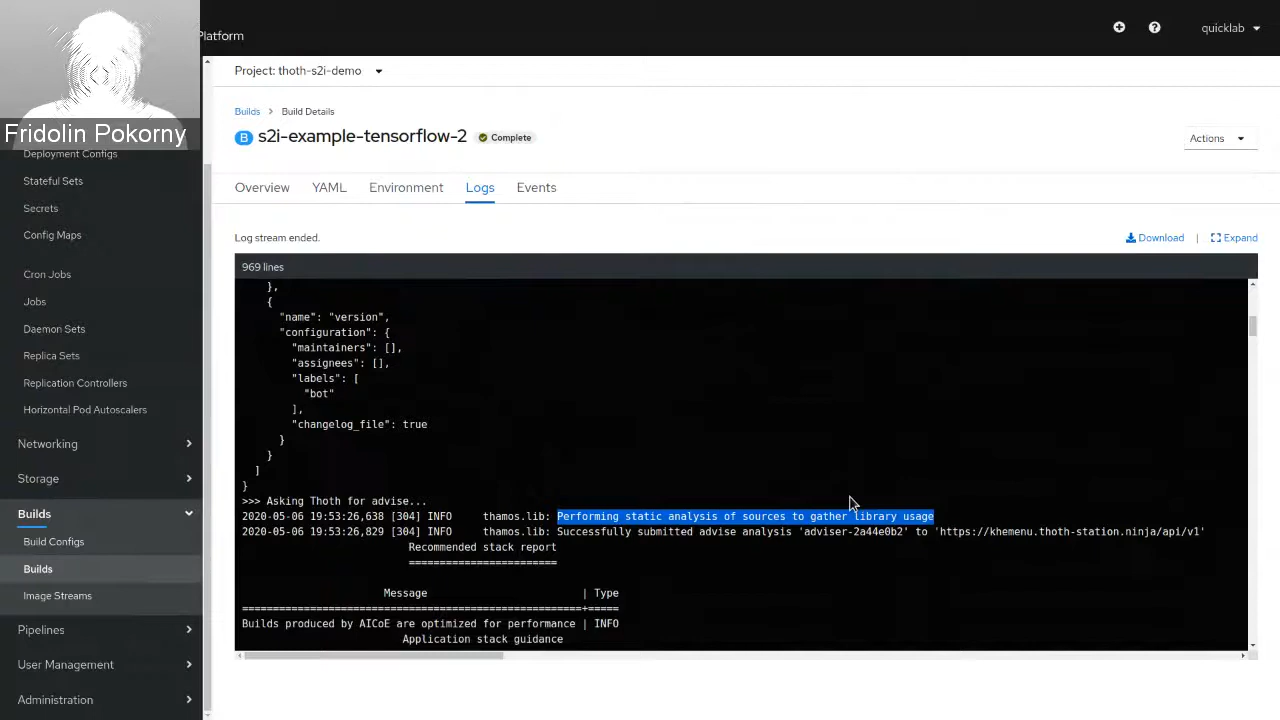 Platform
quicklab
Fridolin Pokorny
Project: thoth-s2i-demo
Builds > Build Details
B s2i-example-tensorflow-2 Complete
Actions
Overview YAML Environment Logs Events
Log stream ended.
Download | Expand
969 lines
},
{
"name": "version",
"configuration": {
"maintainers": [],
"assignees": [],
"labels": [
"bot"
],
"changelog_file": true
}
}
]
}
>>> Asking Thoth for advise...
2020-05-06 19:53:26,638 [304] INFO thamos.lib: Performing static analysis of sources to gather library usage
2020-05-06 19:53:26,829 [304] INFO thamos.lib: Successfully submitted advise analysis 'adviser-2a44e0b2' to 'https://khemenu.thoth-station.ninja/api/v1'
Recommended stack report
========================
Message | Type
=======================================================+=====
Builds produced by AICoE are optimized for performance | INFO
Application stack guidance
Deployment Configs
Stateful Sets
Secrets
Config Maps
Cron Jobs
Jobs
Daemon Sets
Replica Sets
Replication Controllers
Horizontal Pod Autoscalers
Networking
Storage
Builds
Build Configs
Builds
Image Streams
Pipelines
User Management
Administration